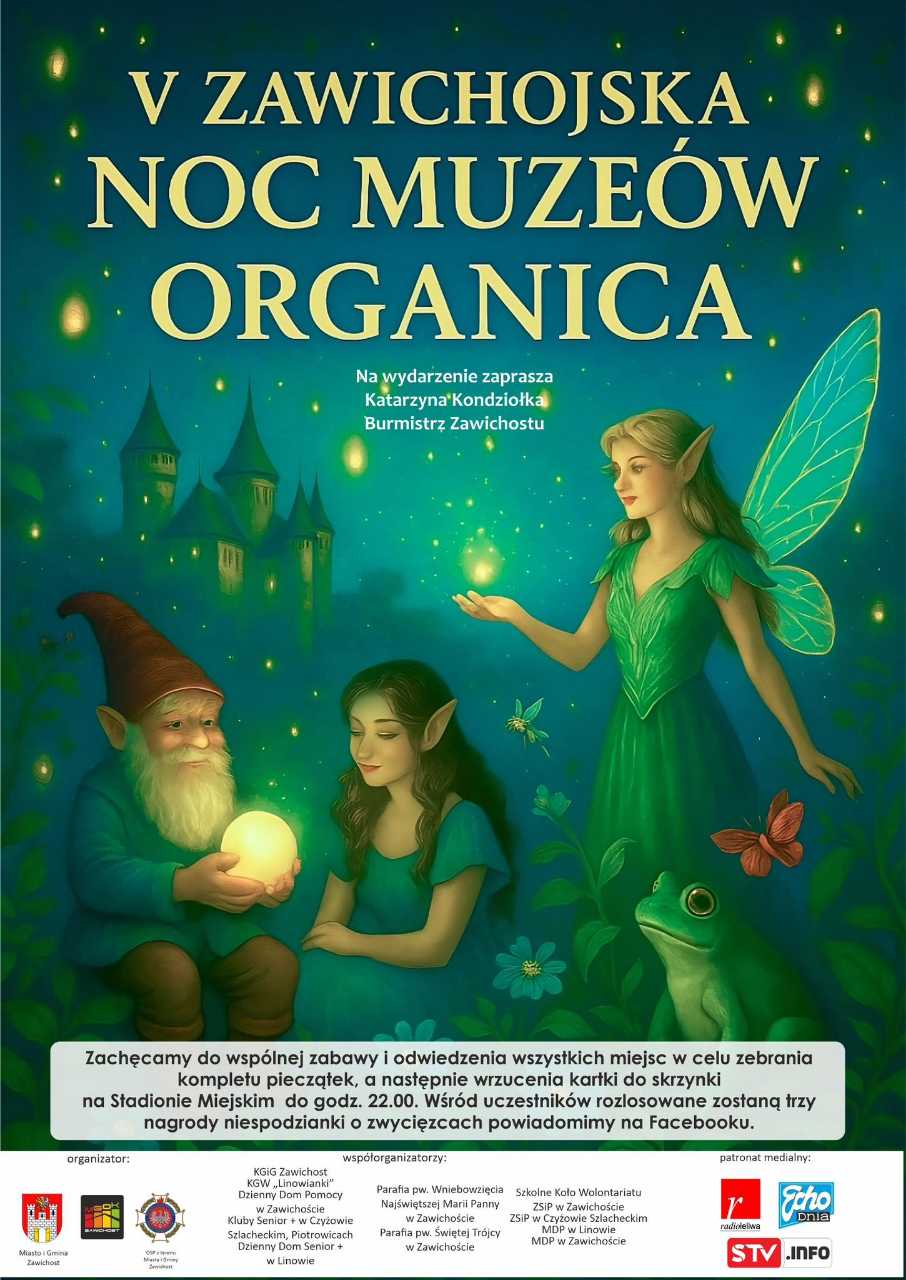 V ZAWICHOJSKA
NOC MUZEÓW
ORGANICA
Na wydarzenie zaprasza
Katarzyna Kondziołka
Burmistrz Zawichostu
Zachęcamy do wspólnej zabawy i odwiedzenia wszystkich miejsc w celu zebrania
kompletu pieczątek, a następnie wrzucenia kartki do skrzynki
na Stadionie Miejskim do godz. 22.00. Wśród uczestników rozlosowane zostaną trzy
nagrody niespodzianki o zwycięzcach powiadomimy na Facebooku.
organizator:
Miasto i Gmina
Zawichost
ZAWICHOST
Miasta i Gminy
Zawichost
współorganizatorzy:
KGiG Zawichost
KGW „Linowianki”
Dzienny Dom Pomocy
w Zawichoście
Kluby Senior + w Czyżowie
Szlacheckim, Piotrowicach
Dzienny Dom Senior +
w Linowie
Parafia pw. Wniebowzięcia
Najświętszej Marii Panny
w Zawichoście
Parafia pw. Świętej Trójcy
w Zawichoście
Szkolne Koło Wolontariatu
ZSiP w Zawichoście
ZSiP w Czyżowie Szlacheckim
MDP w Linowie
MDP w Zawichoście
patronat medialny:
r
radioleliwa
Echo
Dnia
STV.INFO